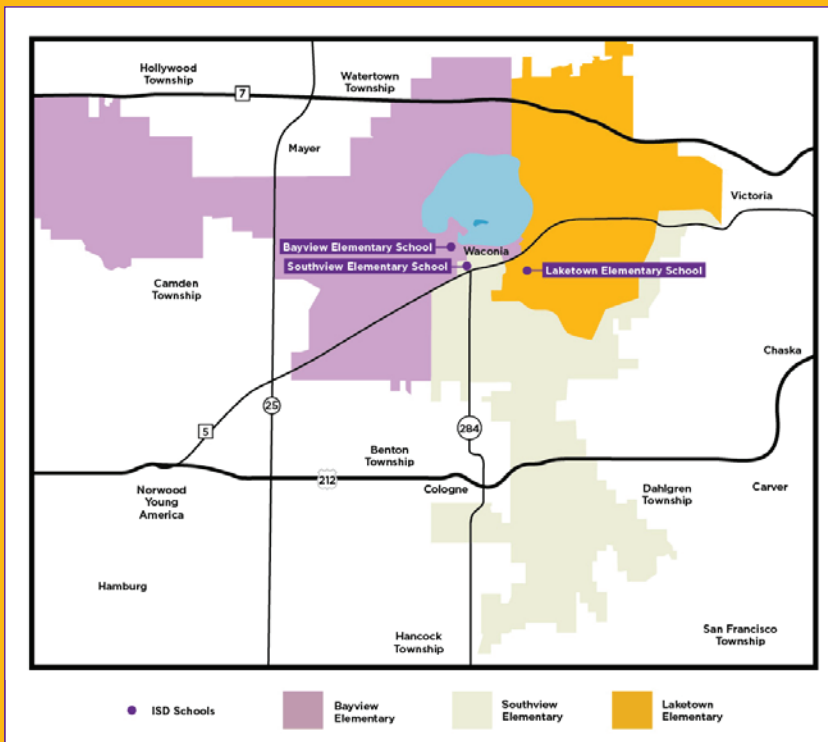 Hollywood
Township
Watertown
Township
7
Mayer
Victoria
Bayview Elementary School
Waconia
Southview Elementary School
Laketown Elementary School
Camden
Township
Chaska
25
5
284
Benton
Township
212
Norwood
Young
America
Cologne
Dahlgren
Township
Carver
Hamburg
Hancock
Township
San Francisco
Township
ISD Schools
Bayview
Elementary
Southview
Elementary
Laketown
Elementary